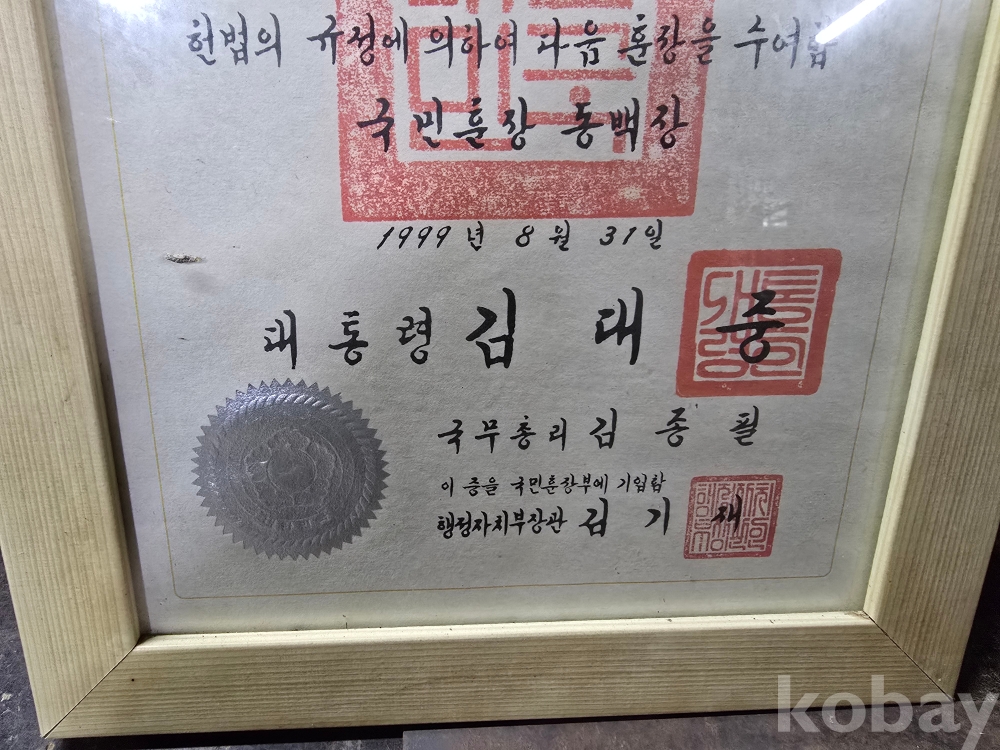 헌법의 규정에 의하여 다음 훈장을 수여함
국민훈장 동백장
1999년 8월 31일
대통령 김대중
국무총리 김종필
이 증을 국민훈장부에 기입함
행정자치부장관 김기재
kobay